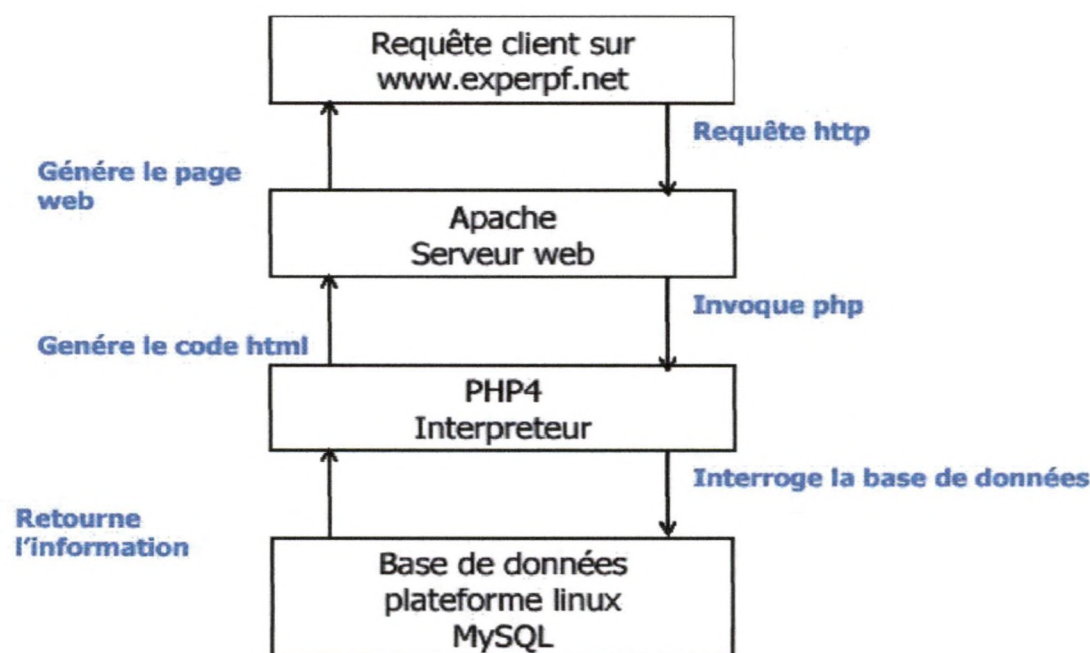 Requête client sur
www.experpf.net
Requête http
Génére le page
web
Apache
Serveur web
Invoque php
Genére le code html
PHP4
Interpreteur
Interroge la base de données
Retourne
l'information
Base de données
plateforme linux
MySQL